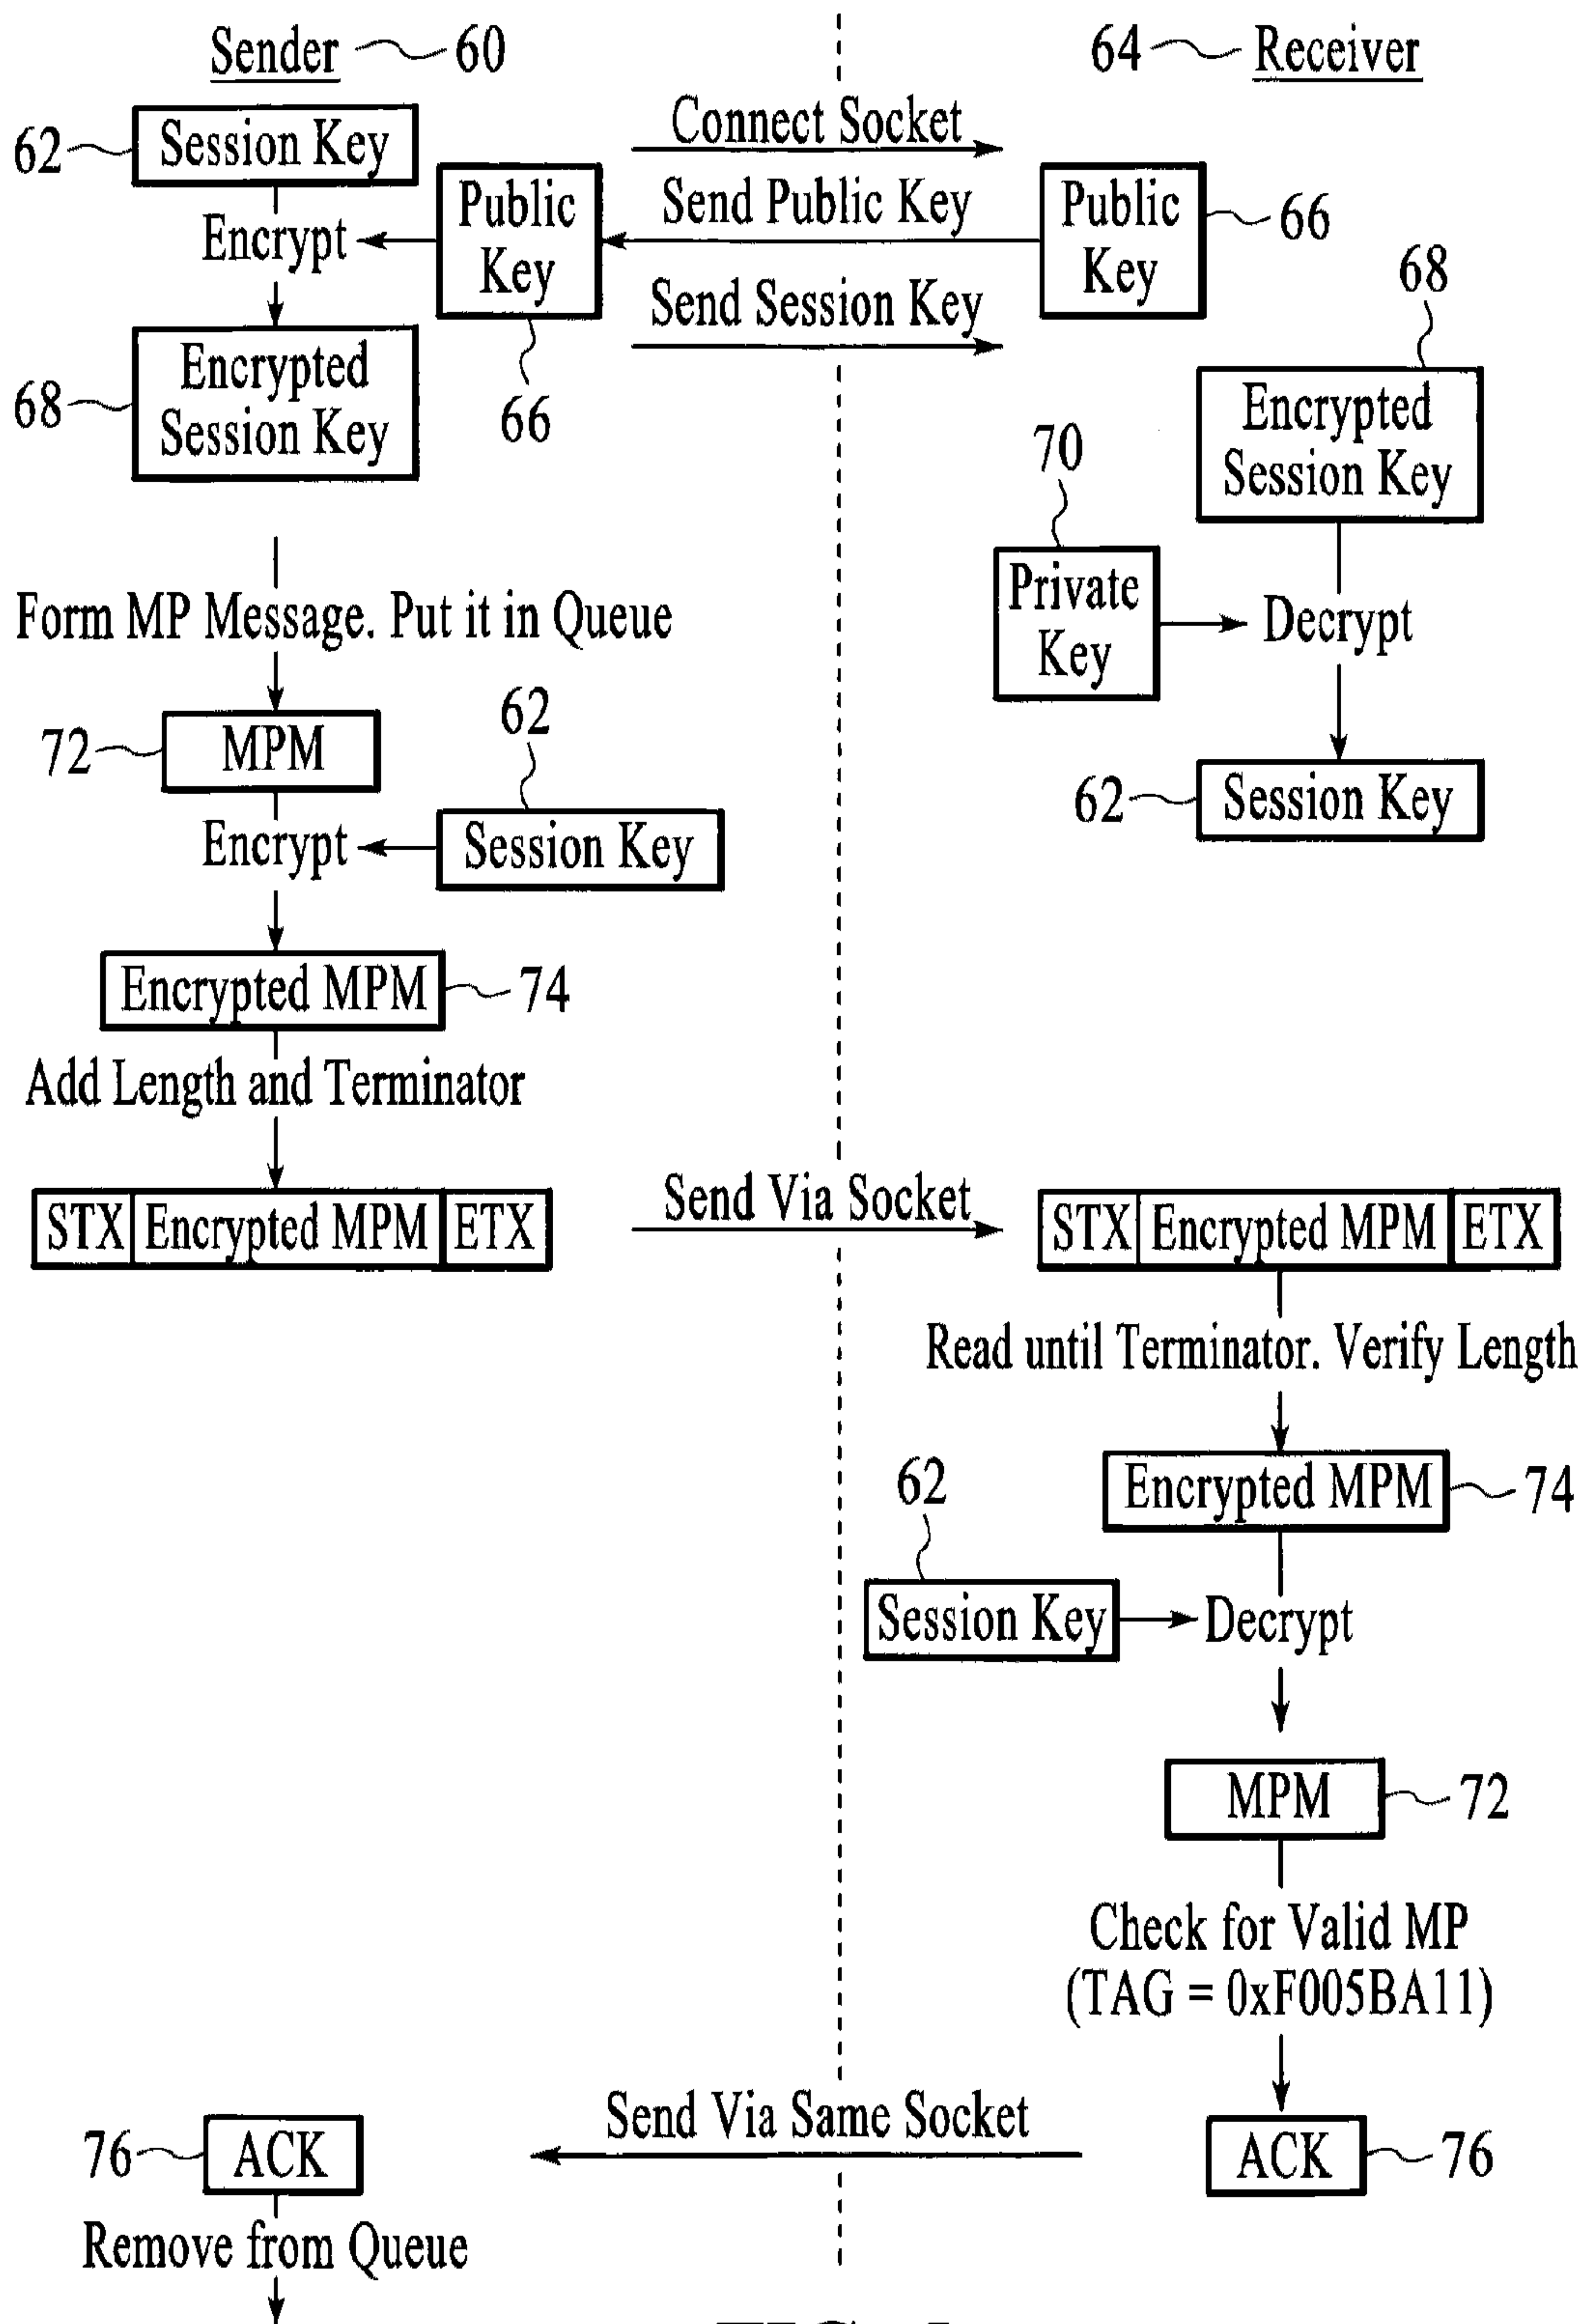 Sender 60
64 Receiver
62 Session Key
Connect Socket
Public
Key
Send Public Key
Public
Key
66
Encrypt
Send Session Key
68
68 Encrypted
Session Key
66
Encrypted
Session Key
70
Private
Key
Decrypt
Form MP Message. Put it in Queue
62
72 MPM
62 Session Key
Encrypt
Session Key
Encrypted MPM 74
Add Length and Terminator
STX Encrypted MPM ETX
Send Via Socket
STX Encrypted MPM ETX
Read until Terminator. Verify Length
62
Encrypted MPM 74
Session Key
Decrypt
MPM 72
Check for Valid MP
(TAG = 0xF005BA11)
Send Via Same Socket
76 ACK
ACK 76
Remove from Queue